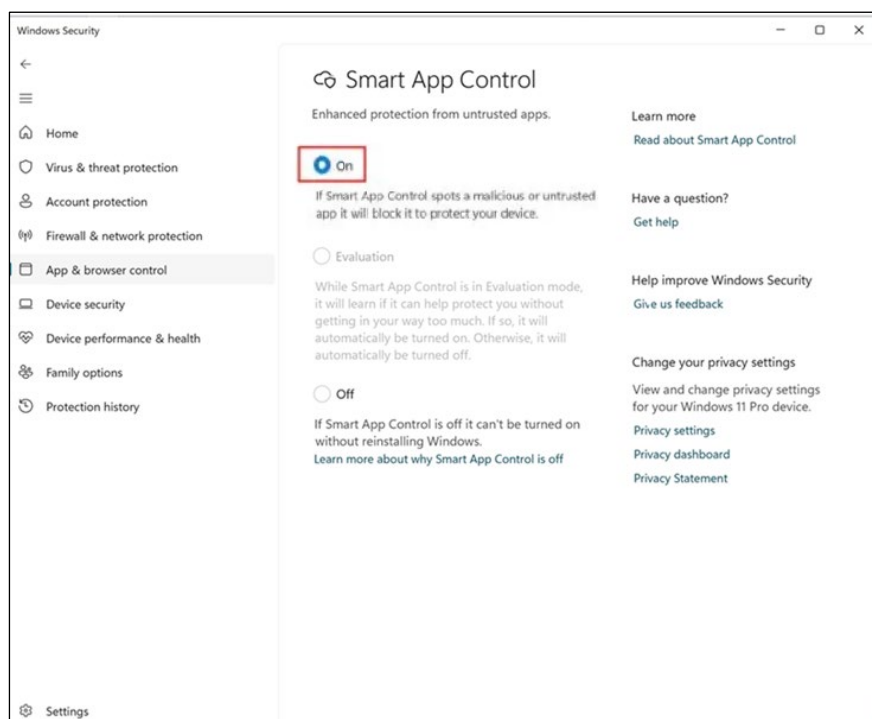 Windows Security
Home
Virus & threat protection
Account protection
Firewall & network protection
App & browser control
Device security
Device performance & health
Family options
Protection history
Settings
Smart App Control
Enhanced protection from untrusted apps.
On
If Smart App Control spots a malicious or untrusted
app it will block it to protect your device.
Evaluation
While Smart App Control is in Evaluation mode,
it will learn if it can help protect you without
getting in your way too much. If so, it will
automatically be turned on. Otherwise, it will
automatically be turned off.
Off
If Smart App Control is off it can't be turned on
without reinstalling Windows.
Learn more about why Smart App Control is off
Learn more
Read about Smart App Control
Have a question?
Get help
Help improve Windows Security
Give us feedback
Change your privacy settings
View and change privacy settings
for your Windows 11 Pro device.
Privacy settings
Privacy dashboard
Privacy Statement